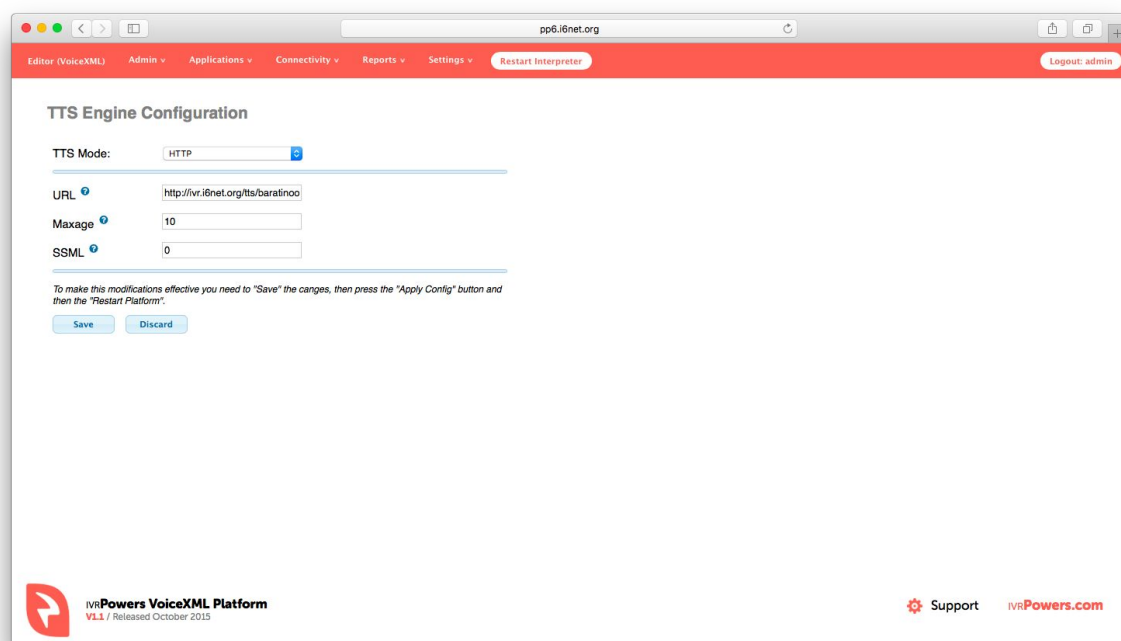 pp6.i6net.org
Editor (VoiceXML) Admin v Applications v Connectivity v Reports v Settings v Restart Interpreter Logout: admin
TTS Engine Configuration
TTS Mode: HTTP
URL ? http://ivr.i6net.org/tts/baratinoo
Maxage ? 10
SSML ? 0
To make this modifications effective you need to "Save" the canges, then press the "Apply Config" button and
then the "Restart Platform".
Save Discard
IVRPowers VoiceXML Platform
V1.1 / Released October 2015
Support IVRPowers.com